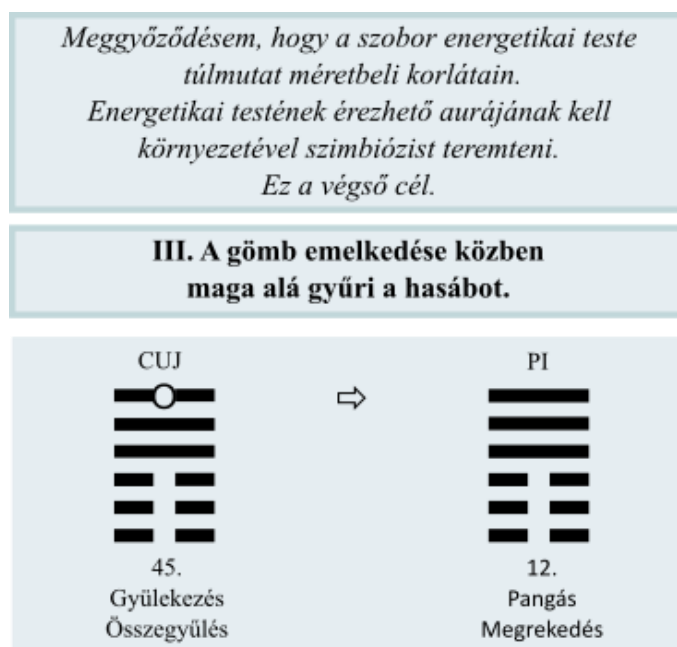 Meggyőződésem, hogy a szobor energetikai teste
túlmutat méretbeli korlátain.
Energetikai testének érezhető aurájának kell
környezetével szimbiózist teremteni.
Ez a végső cél.
III. A gömb emelkedése közben
maga alá gyűri a hasábot.
CUJ
PI
45.
Gyülekezés
Összegyűlés
12.
Pangás
Megrekedés